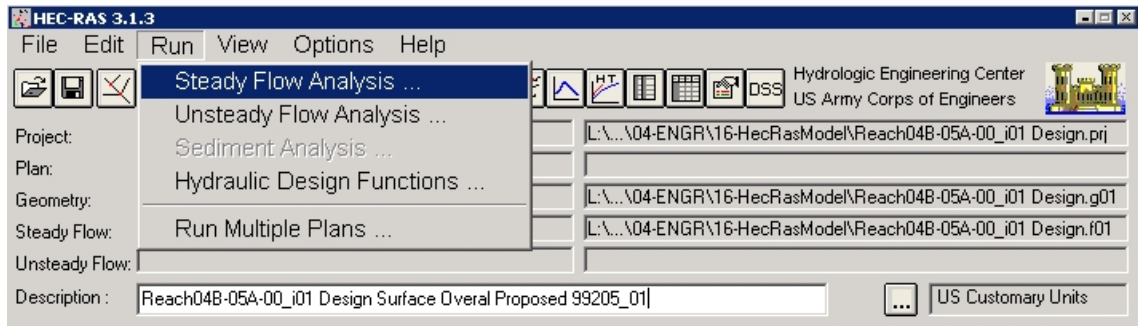 HEC-RAS 3.1.3
File Edit Run View Options Help
Steady Flow Analysis ...
Unsteady Flow Analysis ...
Sediment Analysis ...
Hydraulic Design Functions ...
Run Multiple Plans ...
HT
DSS
Hydrologic Engineering Center
US Army Corps of Engineers
Project:
L:\...\04-ENGR\16-HecRasModel\Reach04B-05A-00_i01 Design.prj
Plan:
Geometry:
L:\...\04-ENGR\16-HecRasModel\Reach04B-05A-00_i01 Design.g01
Steady Flow:
L:\...\04-ENGR\16-HecRasModel\Reach04B-05A-00_i01 Design.f01
Unsteady Flow:
Description :
Reach04B-05A-00_i01 Design Surface Overal Proposed 99205_01
...
US Customary Units